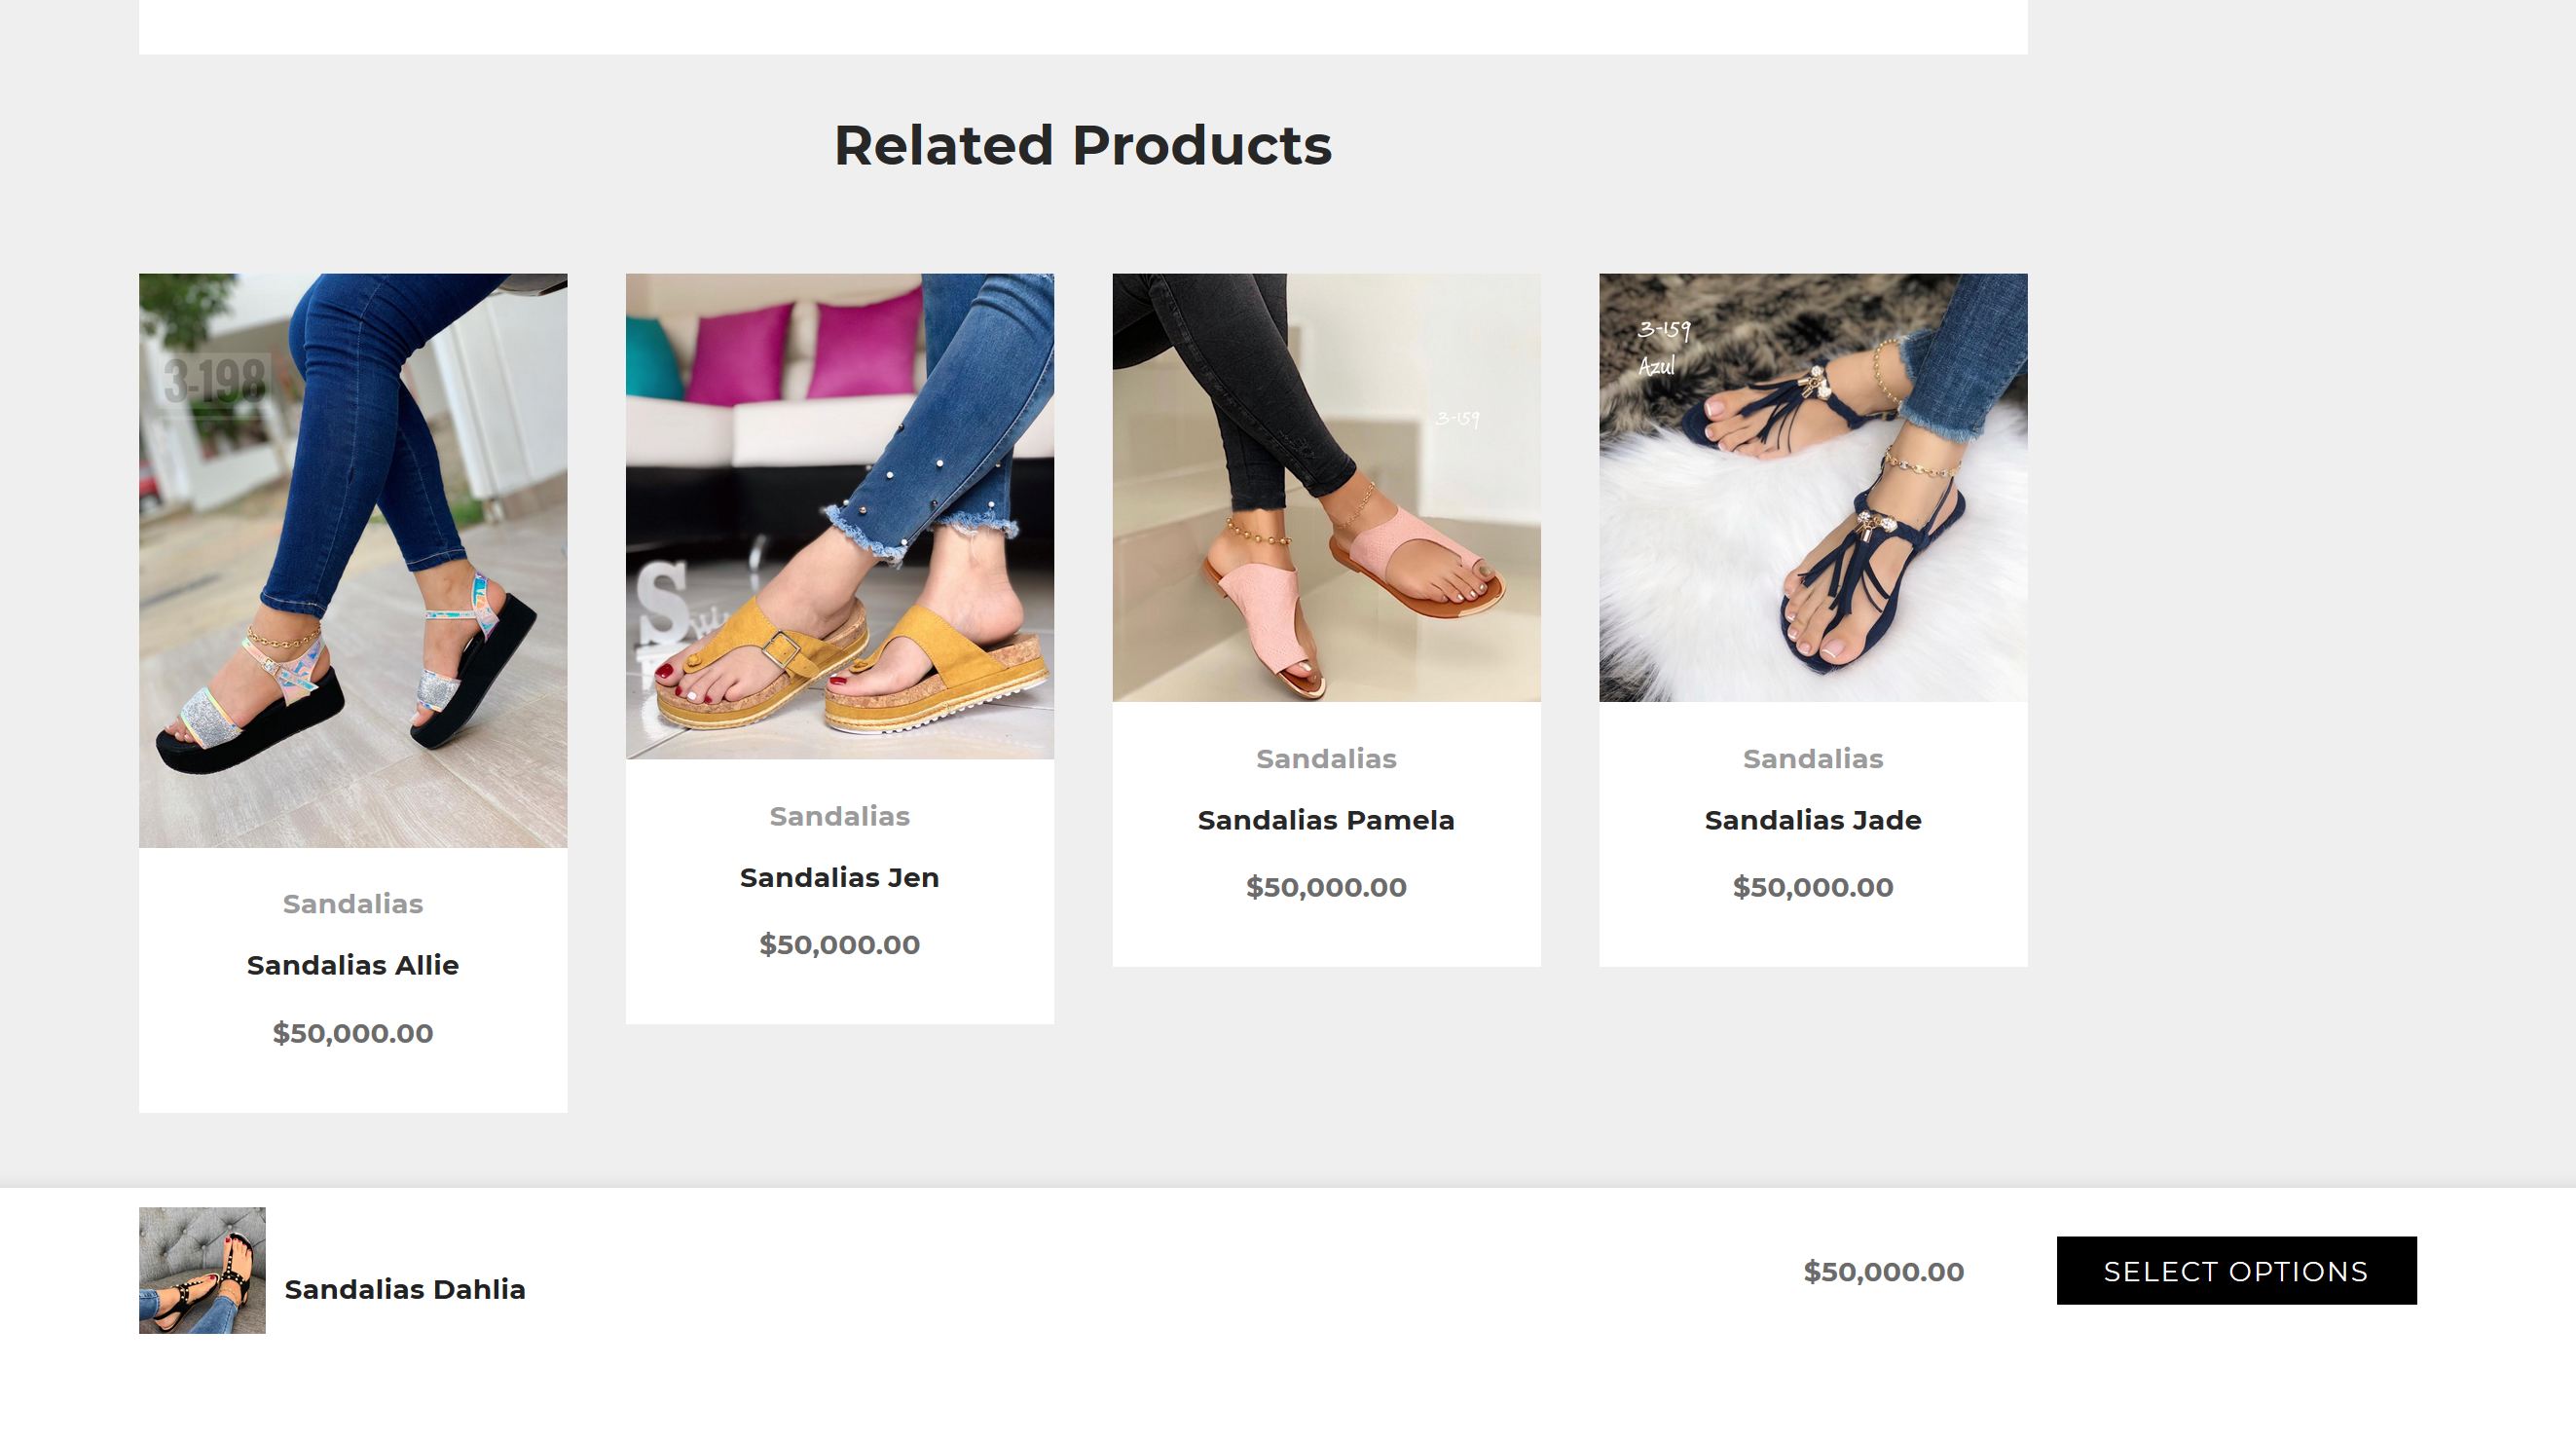 Related Products
3-198
Sandalias
Sandalias Allie
$50,000.00
S
Sandalias
Sandalias Jen
$50,000.00
3-159
Sandalias
Sandalias Pamela
$50,000.00
3-159
Azul
Sandalias
Sandalias Jade
$50,000.00
Sandalias Dahlia
$50,000.00
SELECT OPTIONS